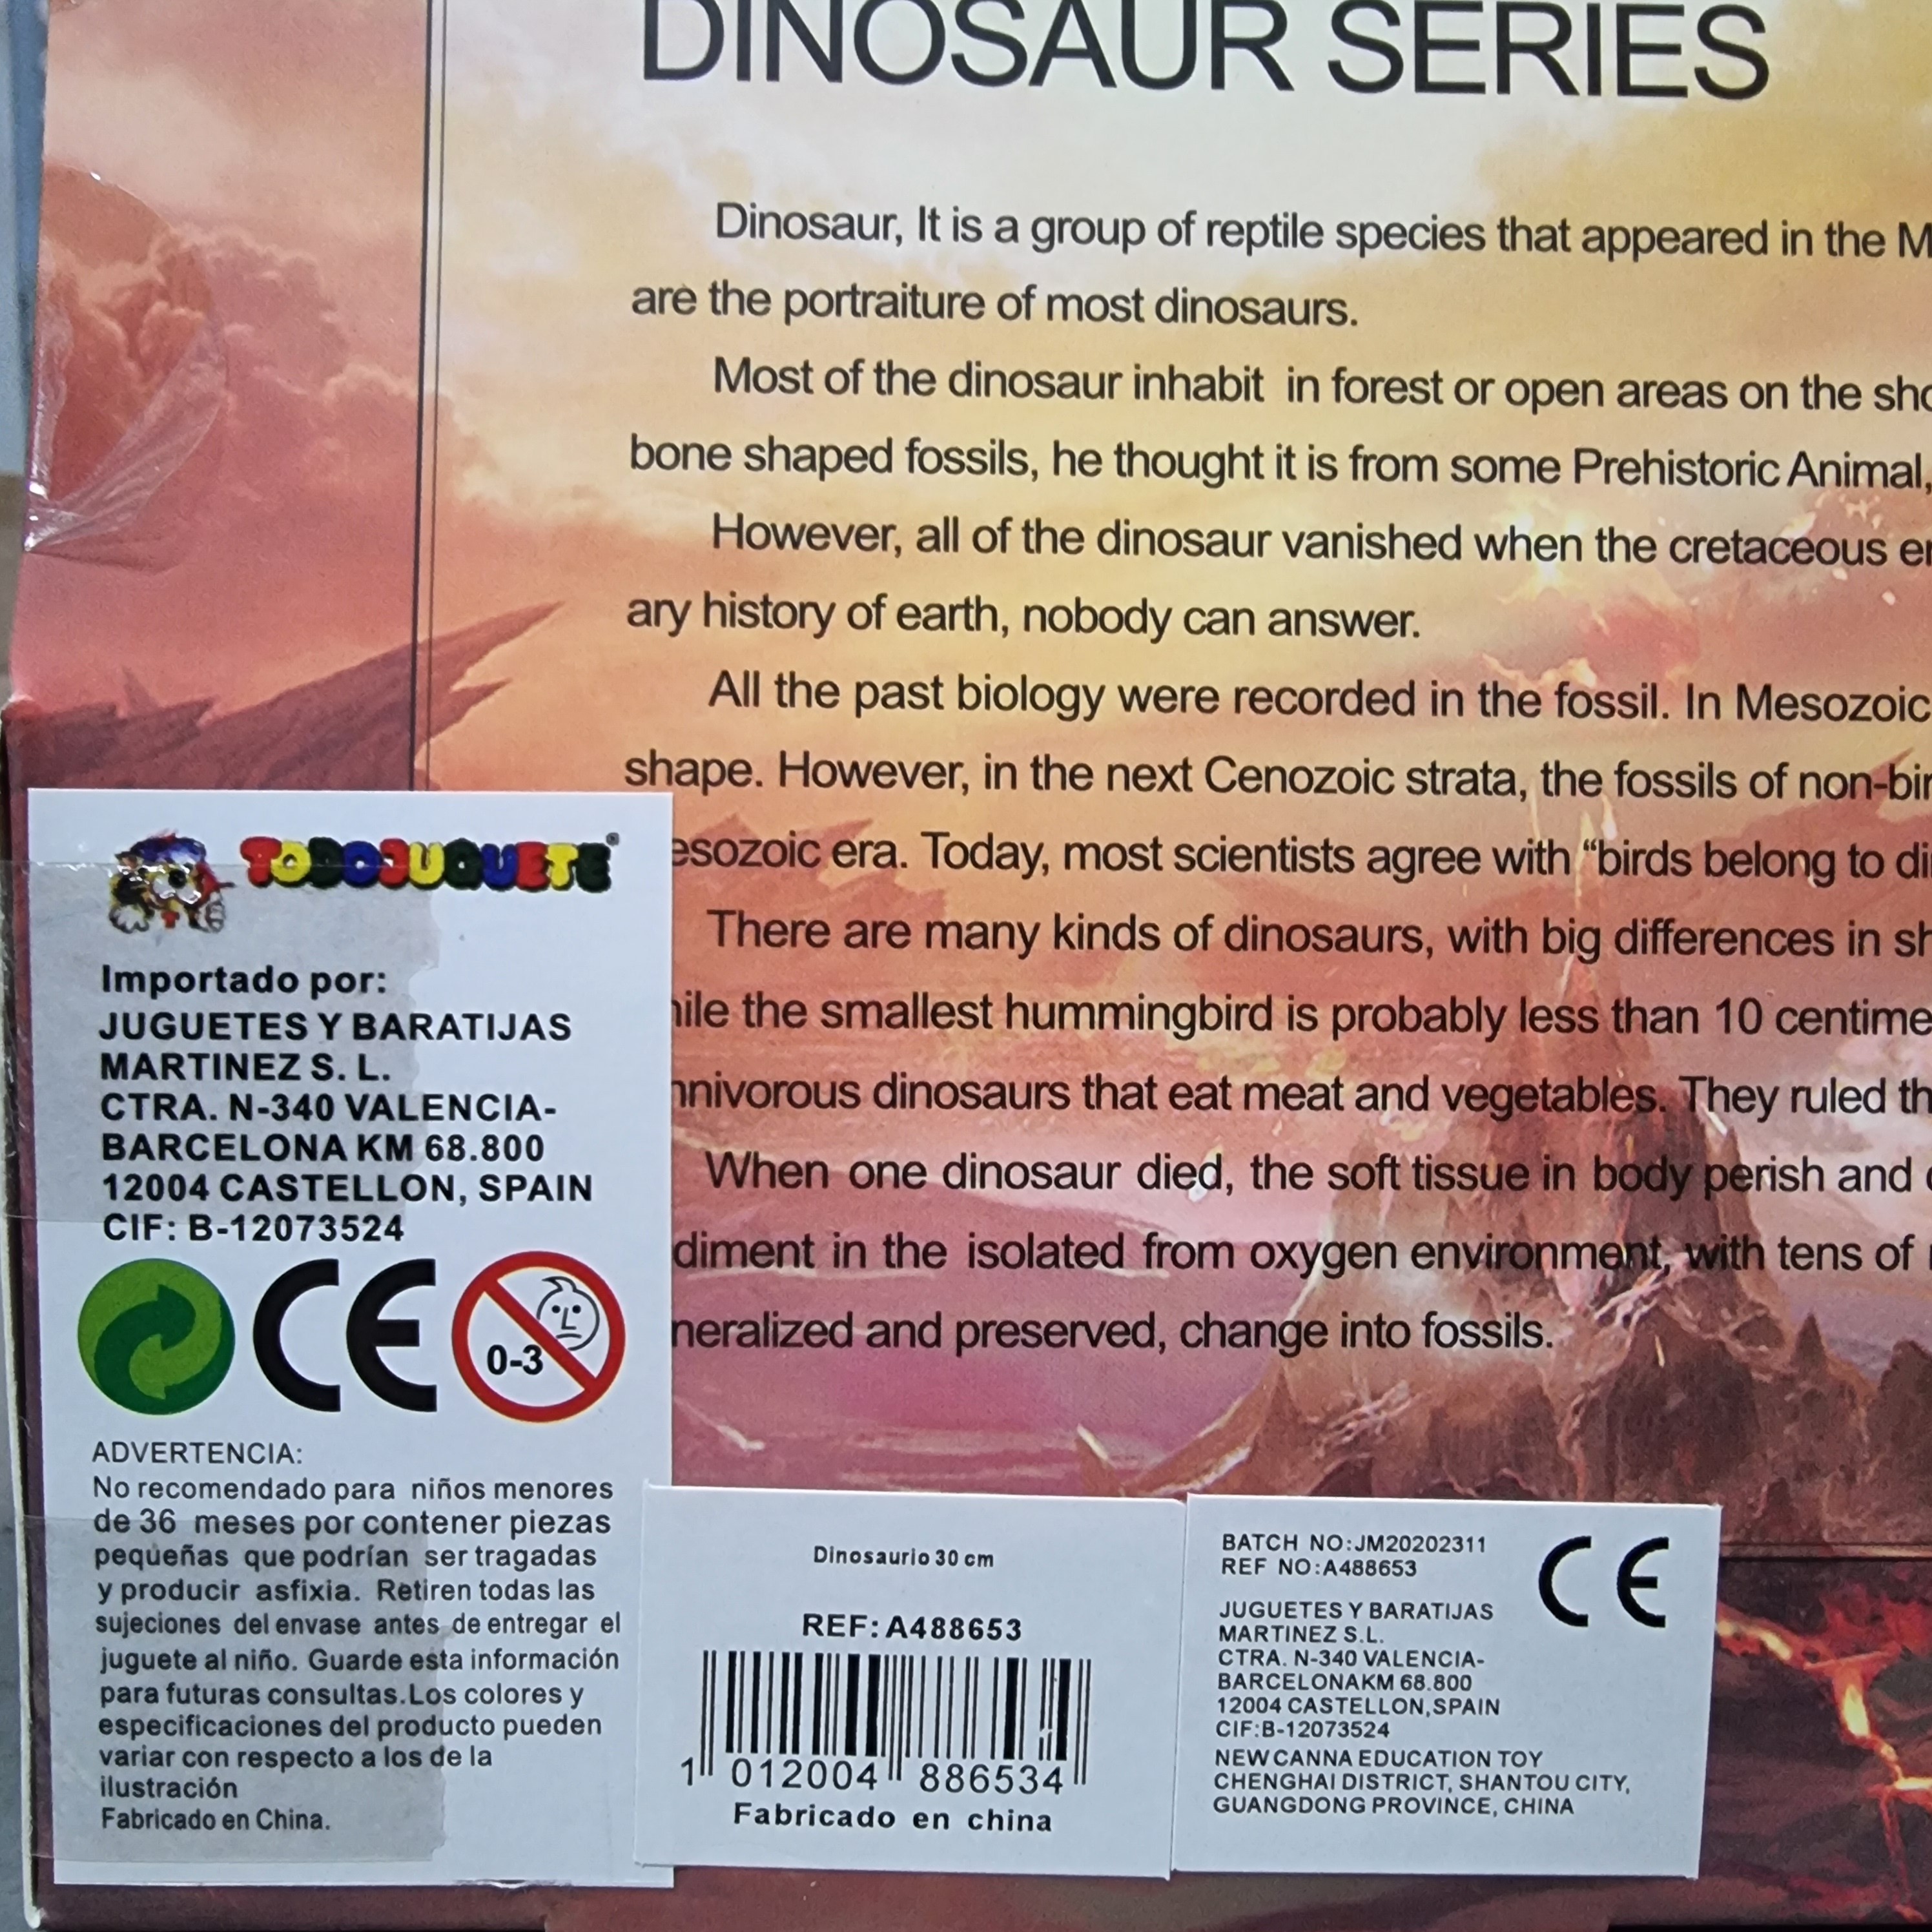 DINOSAUR SERIES
Dinosaur, It is a group of reptile species that appeared in the
are the portraiture of most dinosaurs.
Most of the dinosaur inhabit in forest or open areas on the
bone shaped fossils, he thought it is from some Prehistoric Animal,
However, all of the dinosaur vanished when the cretaceous
ary history of earth, nobody can answer.
All the past biology were recorded in the fossil. In Mesozoic
shape. However, in the next Cenozoic strata, the fossils of
esozoic era. Today, most scientists agree with “birds belong to
There are many kinds of dinosaurs, with big differences in
the smallest hummingbird is probably less than 10
nivorous dinosaurs that eat meat and vegetables. They ruled
When one dinosaur died, the soft tissue in body perish and
diment in the isolated from oxygen environment, with tens of
neralized and preserved, change into fossils.
TODOJUGUETE®
Importado por:
JUGUETES Y BARATIJAS
MARTINEZ S. L.
CTRA. N-340 VALENCIA-
BARCELONA KM 68.800
12004 CASTELLON, SPAIN
CIF: B-12073524
CE
0-3
ADVERTENCIA:
No recomendado para niños menores
de 36 meses por contener piezas
pequeñas que podrían ser tragadas
y producir asfixia. Retiren todas las
sujeciones del envase antes de entregar el
juguete al niño. Guarde esta información
para futuras consultas.Los colores y
especificaciones del producto pueden
variar con respecto a los de la
ilustración
Fabricado en China.
Dinosaurio 30 cm
REF: A488653
1 012004 886534
Fabricado en china
BATCH NO:JM20202311
REF NO:A488653
CE
JUGUETES Y BARATIJAS
MARTINEZ S.L.
CTRA. N-340 VALENCIA-
BARCELONAKM 68.800
12004 CASTELLON,SPAIN
CIF:B-12073524
NEW CANNA EDUCATION TOY
CHENGHAI DISTRICT, SHANTOU CITY,
GUANGDONG PROVINCE, CHINA